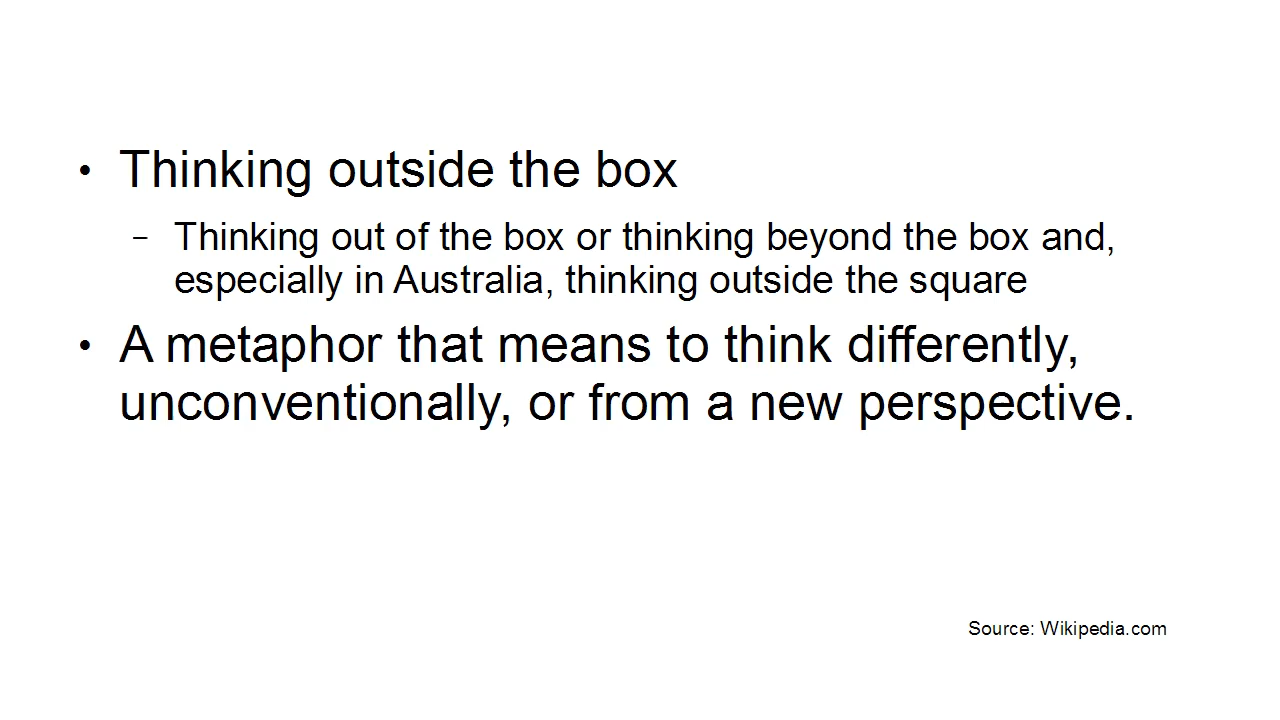 • Thinking outside the box
– Thinking out of the box or thinking beyond the box and,
especially in Australia, thinking outside the square
• A metaphor that means to think differently,
unconventionally, or from a new perspective.
Source: Wikipedia.com